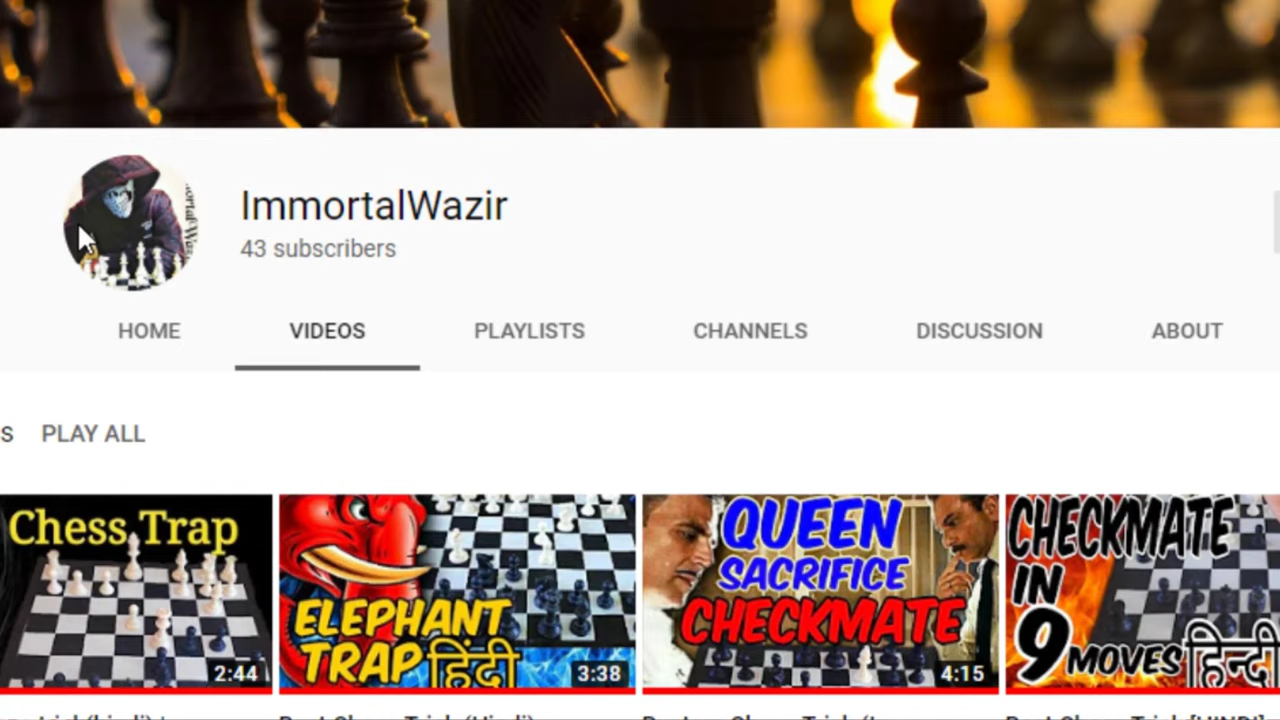 ImmortalWazir
43 subscribers
HOME VIDEOS PLAYLISTS CHANNELS DISCUSSION ABOUT
S PLAY ALL
Chess Trap
2:44
ELEPHANT
TRAP हिंदी
3:38
QUEEN
SACRIFICE
CHECKMATE
4:15
CHECKMATE
IN
9 MOVES हिन्दी